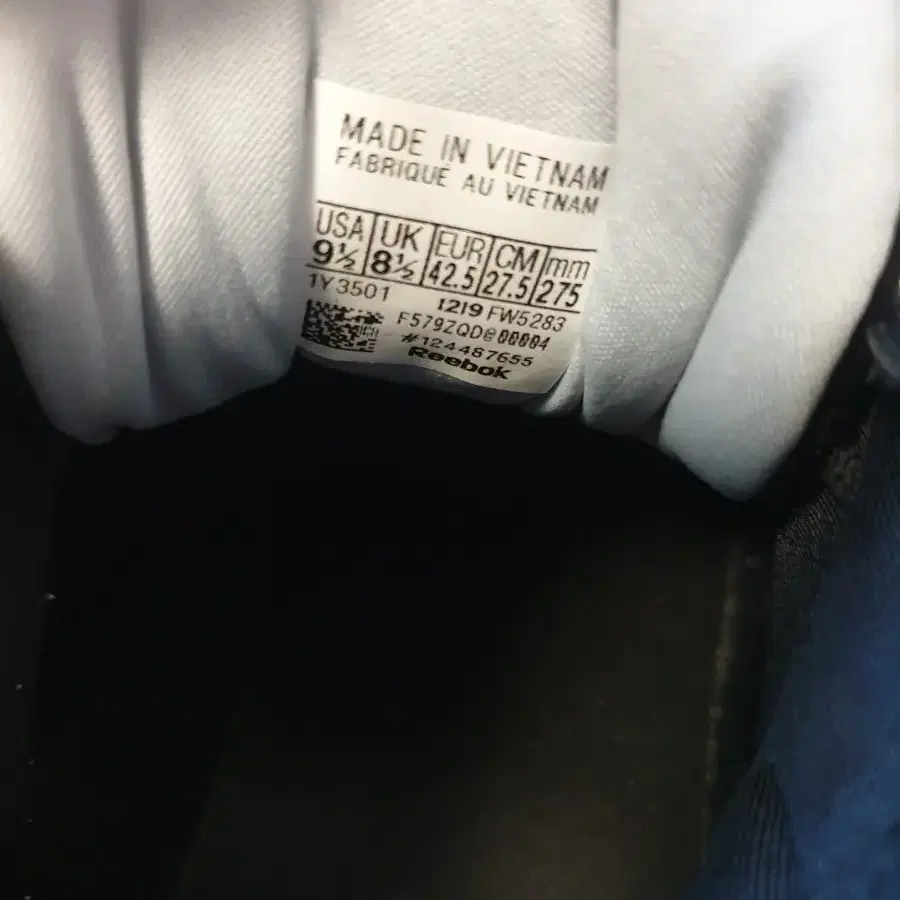 MADE IN VIETNAM
FABRIQUÉ AU VIETNAM
USA UK EUR CM mm
9½ 8½ 42.5 27.5 275
1Y3501 1219 FW5283
F579ZQD@00004
#124487655
Reebok